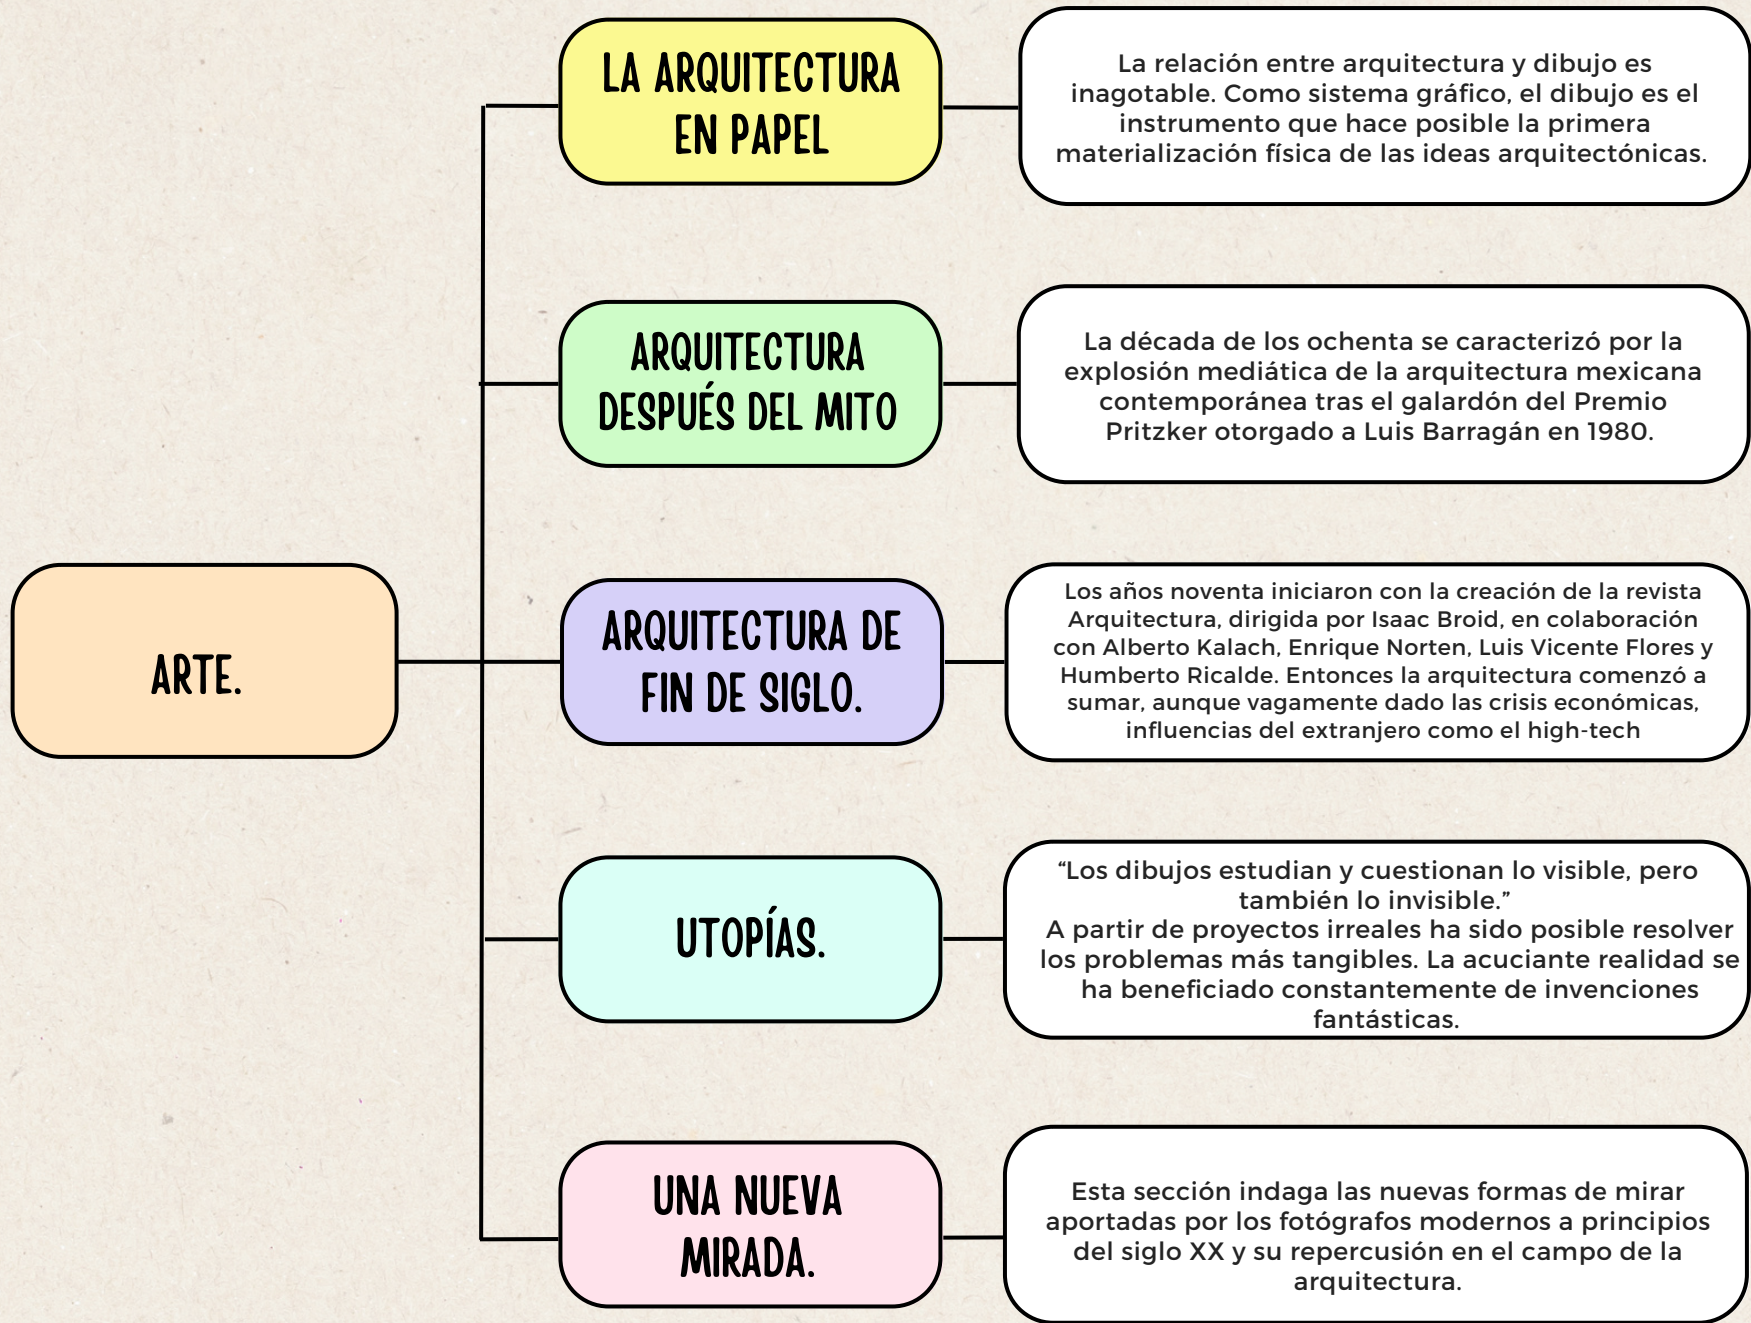 LA ARQUITECTURA
EN PAPEL
La relación entre arquitectura y dibujo es
inagotable. Como sistema gráfico, el dibujo es el
instrumento que hace posible la primera
materialización física de las ideas arquitectónicas.
ARQUITECTURA
DESPUÉS DEL MITO
La década de los ochenta se caracterizó por la
explosión mediática de la arquitectura mexicana
contemporánea tras el galardón del Premio
Pritzker otorgado a Luis Barragán en 1980.
ARTE.
ARQUITECTURA DE
FIN DE SIGLO.
Los años noventa iniciaron con la creación de la revista
Arquitectura, dirigida por Isaac Broid, en colaboración
con Alberto Kalach, Enrique Norten, Luis Vicente Flores y
Humberto Ricalde. Entonces la arquitectura comenzó a
sumar, aunque vagamente dado las crisis económicas,
influencias del extranjero como el high-tech
UTOPÍAS.
“Los dibujos estudian y cuestionan lo visible, pero
también lo invisible.”
A partir de proyectos irreales ha sido posible resolver
los problemas más tangibles. La acuciante realidad se
ha beneficiado constantemente de invenciones
fantásticas.
UNA NUEVA
MIRADA.
Esta sección indaga las nuevas formas de mirar
aportadas por los fotógrafos modernos a principios
del siglo XX y su repercusión en el campo de la
arquitectura.